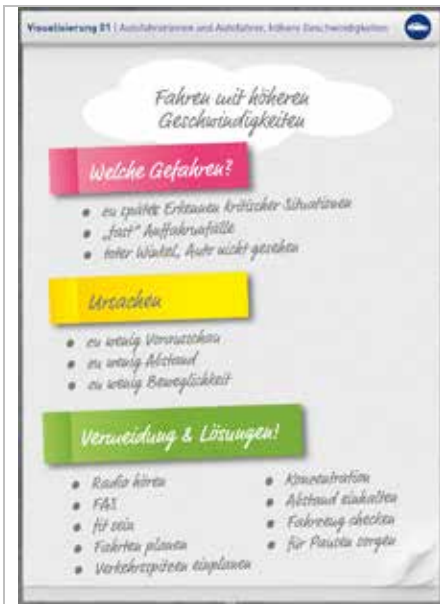 Visualisierung 01 | Autofahrerinnen und Autofahrer, höhere Geschwindigkeiten
Fahren mit höheren
Geschwindigkeiten
Welche Gefahren?
zu spätes Erkennen kritischer Situationen
„fast“ Auffahrunfälle
toter Winkel, Auto nicht gesehen
Ursachen
zu wenig Vorausschau
zu wenig Abstand
zu wenig Beweglichkeit
Vermeidung & Lösungen!
Radio hören
FAS
fit sein
Fahrten planen
Verkehrsspitzen einplanen
Konzentration
Abstand einhalten
Fahrzeug checken
für Pausen sorgen